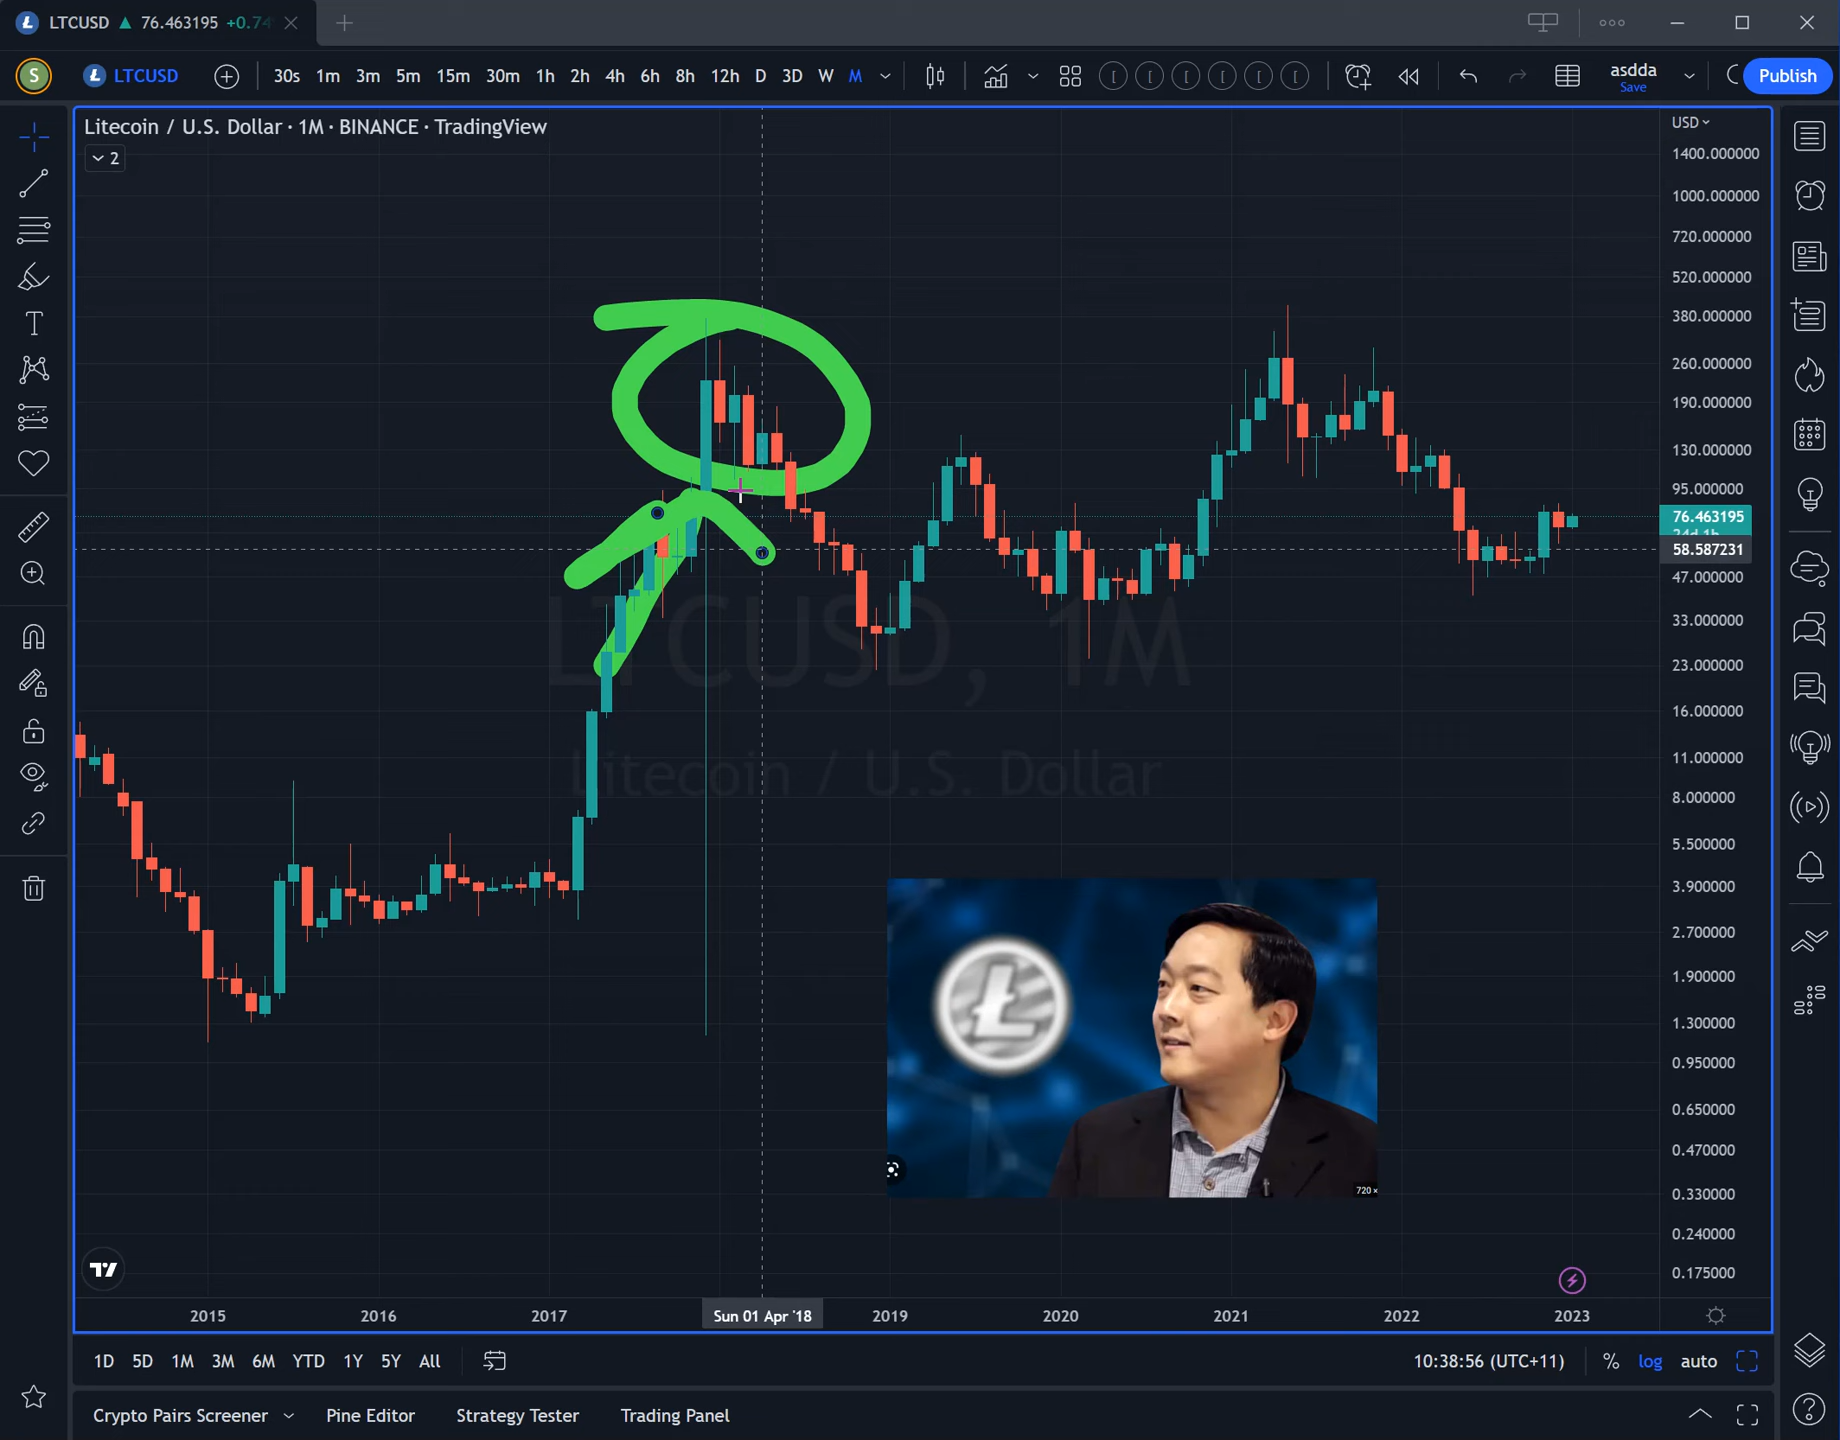 LTCUSD ▲ 76.463195 +0.74
S
LTCUSD 30s 1m 3m 5m 15m 30m 1h 2h 4h 6h 8h 12h D 3D W M
asdda
Save
Publish
Litecoin / U.S. Dollar · 1M · BINANCE · TradingView
2
USD
1400.000000
1000.000000
720.000000
520.000000
380.000000
260.000000
190.000000
130.000000
95.000000
76.463195
58.587231
47.000000
33.000000
23.000000
16.000000
11.000000
8.000000
5.500000
3.900000
2.700000
1.900000
1.300000
0.950000
0.650000
0.470000
0.330000
0.240000
0.175000
LTCUSD, 1M
Litecoin / U.S. Dollar
720 ×
2015 2016 2017 Sun 01 Apr '18 2019 2020 2021 2022 2023
1D 5D 1M 3M 6M YTD 1Y 5Y All
10:38:56 (UTC+11) % log auto
Crypto Pairs Screener Pine Editor Strategy Tester Trading Panel